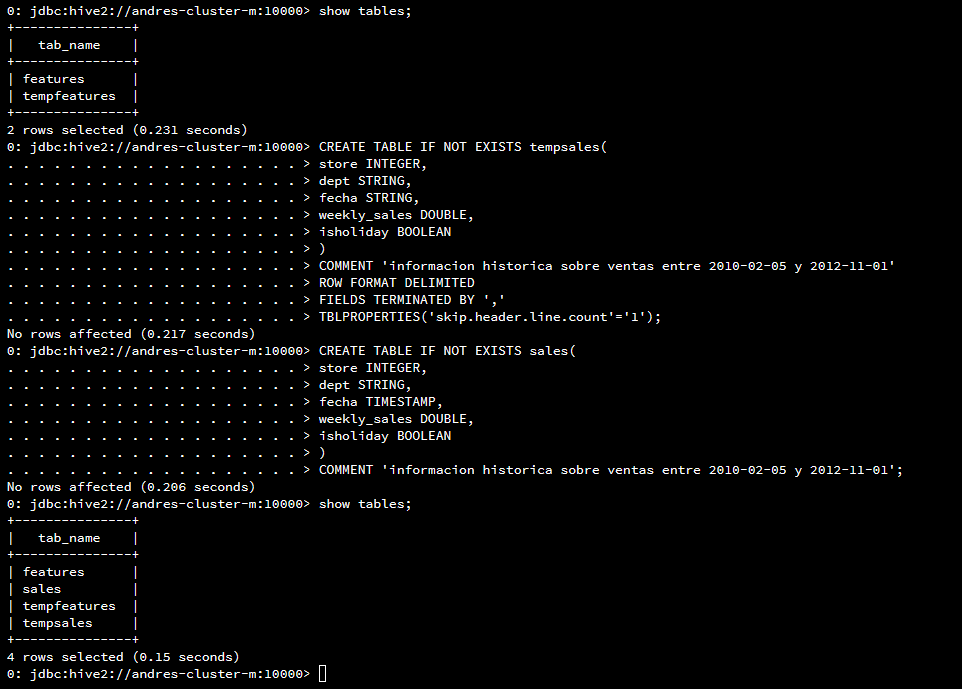 0: jdbc:hive2://andres-cluster-m:10000> show tables;
+---------------+
|   tab_name    |
+---------------+
| features      |
| tempfeatures  |
+---------------+
2 rows selected (0.231 seconds)
0: jdbc:hive2://andres-cluster-m:10000> CREATE TABLE IF NOT EXISTS tempsales(
. . . . . . . . . . . . . . . . . . . > store INTEGER,
. . . . . . . . . . . . . . . . . . . > dept STRING,
. . . . . . . . . . . . . . . . . . . > fecha STRING,
. . . . . . . . . . . . . . . . . . . > weekly_sales DOUBLE,
. . . . . . . . . . . . . . . . . . . > isholiday BOOLEAN
. . . . . . . . . . . . . . . . . . . > )
. . . . . . . . . . . . . . . . . . . > COMMENT 'informacion historica sobre ventas entre 2010-02-05 y 2012-11-01'
. . . . . . . . . . . . . . . . . . . > ROW FORMAT DELIMITED
. . . . . . . . . . . . . . . . . . . > FIELDS TERMINATED BY ','
. . . . . . . . . . . . . . . . . . . > TBLPROPERTIES('skip.header.line.count'='1');
No rows affected (0.217 seconds)
0: jdbc:hive2://andres-cluster-m:10000> CREATE TABLE IF NOT EXISTS sales(
. . . . . . . . . . . . . . . . . . . > store INTEGER,
. . . . . . . . . . . . . . . . . . . > dept STRING,
. . . . . . . . . . . . . . . . . . . > fecha TIMESTAMP,
. . . . . . . . . . . . . . . . . . . > weekly_sales DOUBLE,
. . . . . . . . . . . . . . . . . . . > isholiday BOOLEAN
. . . . . . . . . . . . . . . . . . . > )
. . . . . . . . . . . . . . . . . . . > COMMENT 'informacion historica sobre ventas entre 2010-02-05 y 2012-11-01';
No rows affected (0.206 seconds)
0: jdbc:hive2://andres-cluster-m:10000> show tables;
+---------------+
|   tab_name    |
+---------------+
| features      |
| sales         |
| tempfeatures  |
| tempsales     |
+---------------+
4 rows selected (0.15 seconds)
0: jdbc:hive2://andres-cluster-m:10000>